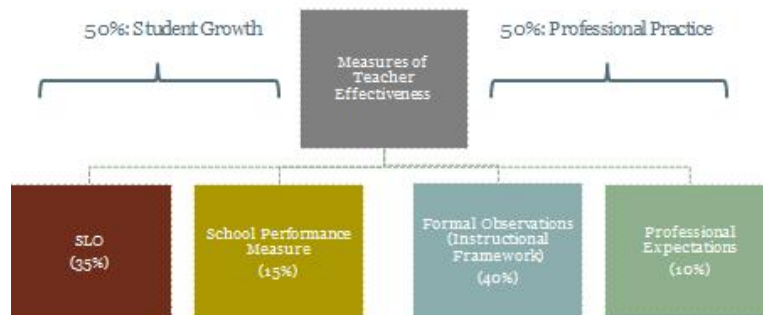 50%: Student Growth
50%: Professional Practice
Measures of
Teacher
Effectiveness
SLO
(35%)
School Performance
Measure
(15%)
Formal Observations
(Instructional
Framework)
(40%)
Professional
Expectations
(10%)